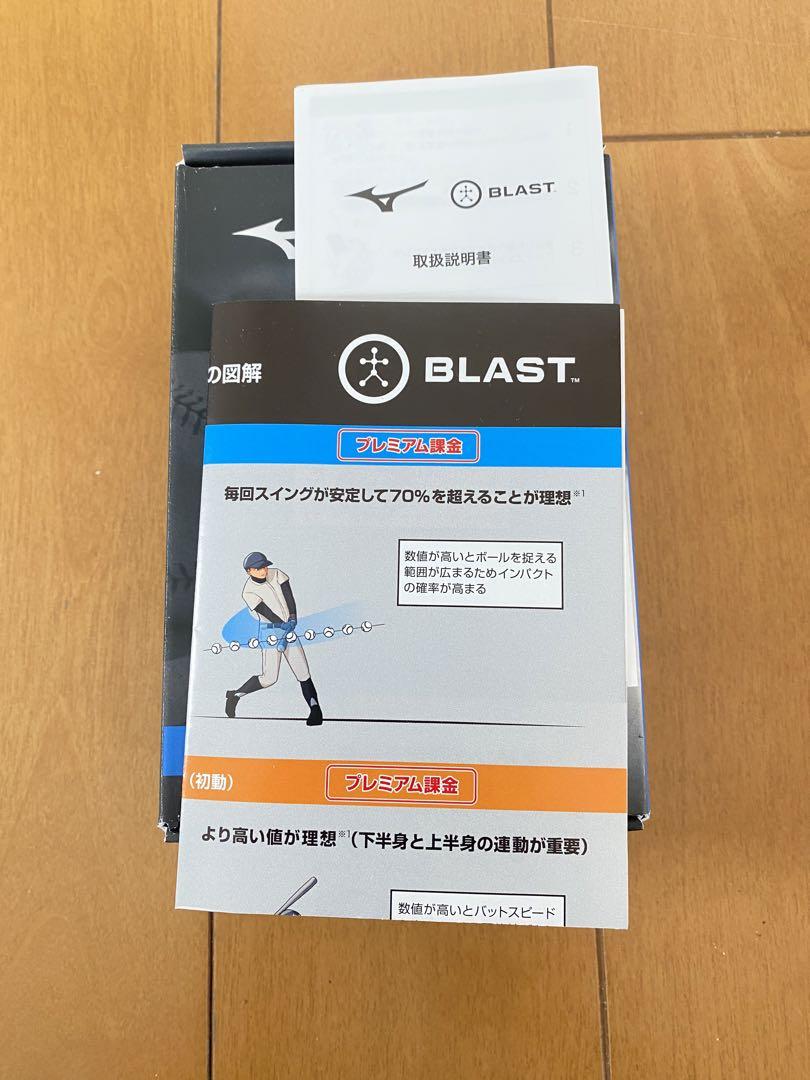 BLAST™
取扱説明書
の図解
BLAST™
プレミアム課金
毎回スイングが安定して70%を超えることが理想※1
数値が高いとボールを捉える
範囲が広まるためインパクト
の確率が高まる
(初動)
プレミアム課金
より高い値が理想※1(下半身と上半身の連動が重要)
数値が高いとバットスピード